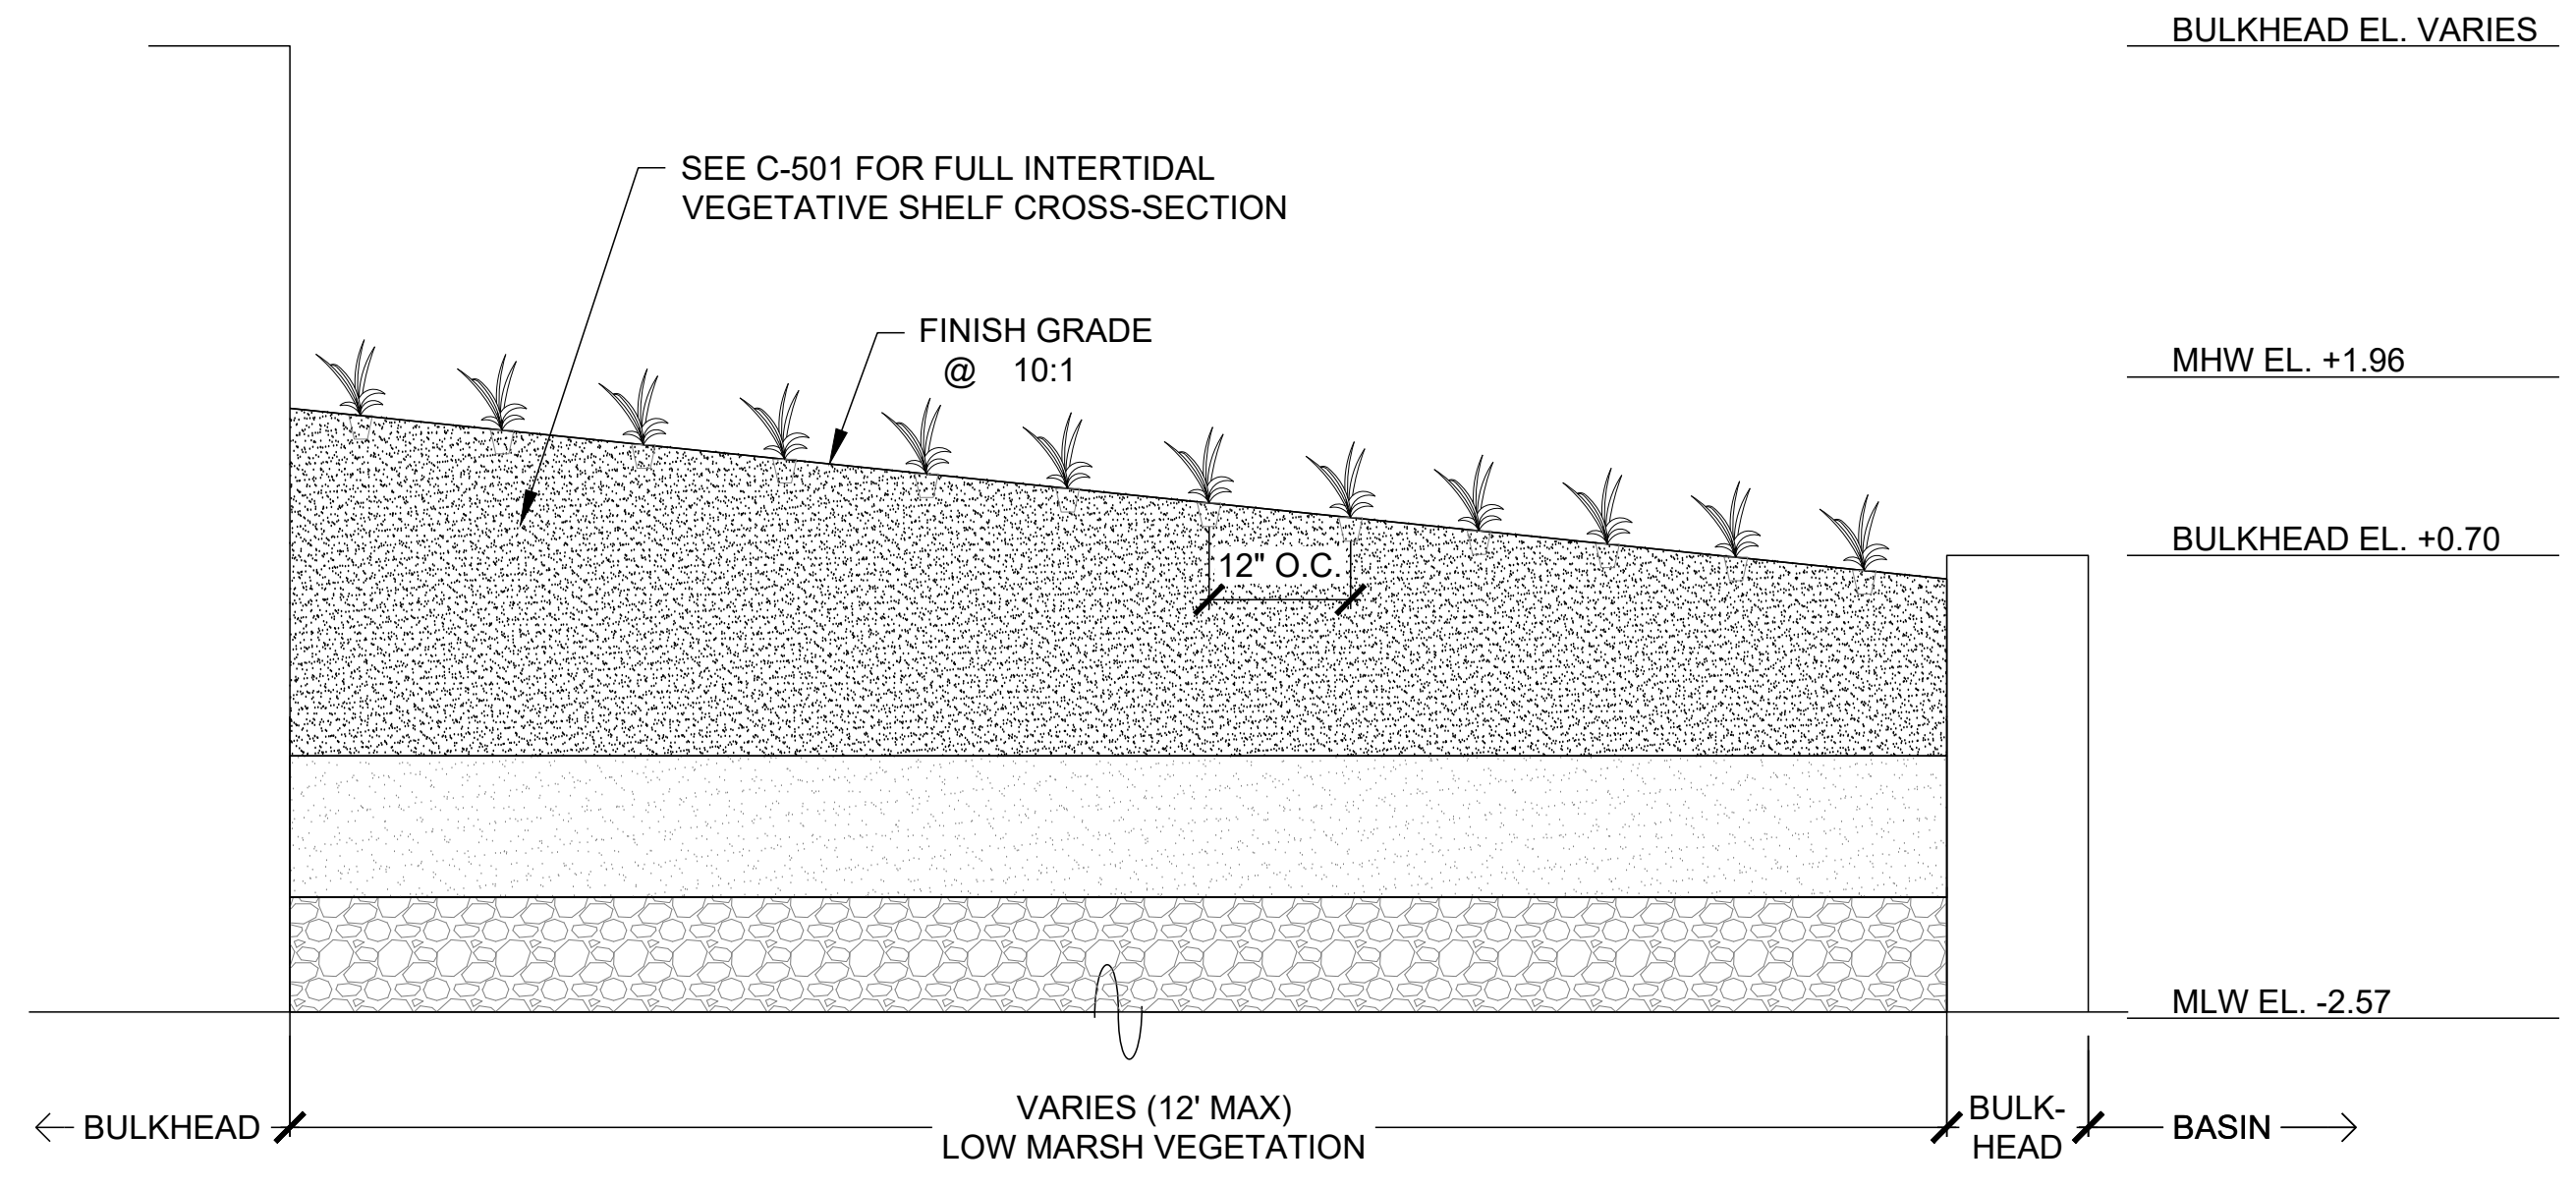 BULKHEAD EL. VARIES
SEE C-501 FOR FULL INTERTIDAL
VEGETATIVE SHELF CROSS-SECTION
FINISH GRADE
@ 10:1
MHW EL. +1.96
BULKHEAD EL. +0.70
12" O.C.
MLW EL. -2.57
BULKHEAD
VARIES (12' MAX)
LOW MARSH VEGETATION
BULK-
HEAD
BASIN